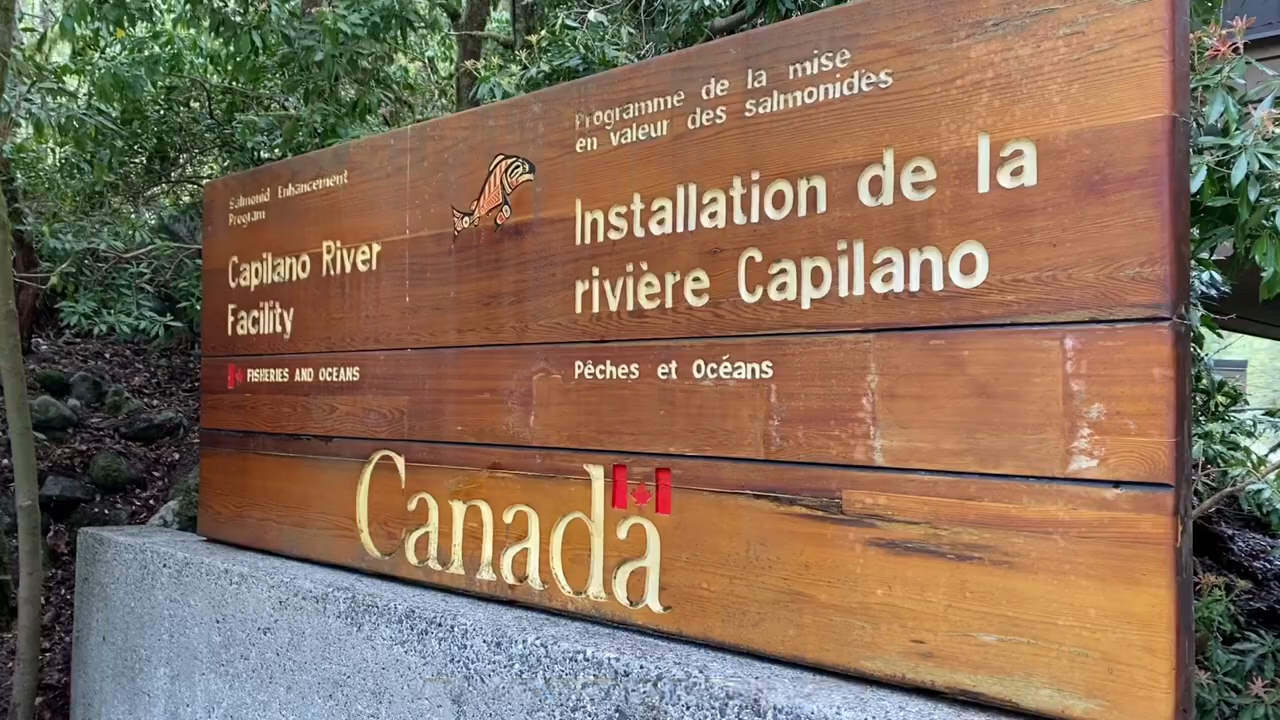 Salmonid Enhancement
Program
Capilano River
Facility
FISHERIES AND OCEANS
Programme de la mise
en valeur des salmonidés
Installation de la
rivière Capilano
Pêches et Océans
Canada